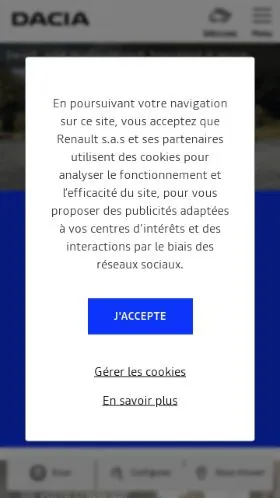 DACIA
En poursuivant votre navigation
sur ce site, vous acceptez que
Renault s.a.s et ses partenaires
utilisent des cookies pour
analyser le fonctionnement et
l'efficacité du site, pour vous
proposer des publicités adaptées
à vos centres d'intérêts et des
interactions par le biais des
réseaux sociaux.
J'ACCEPTE
Gérer les cookies
En savoir plus